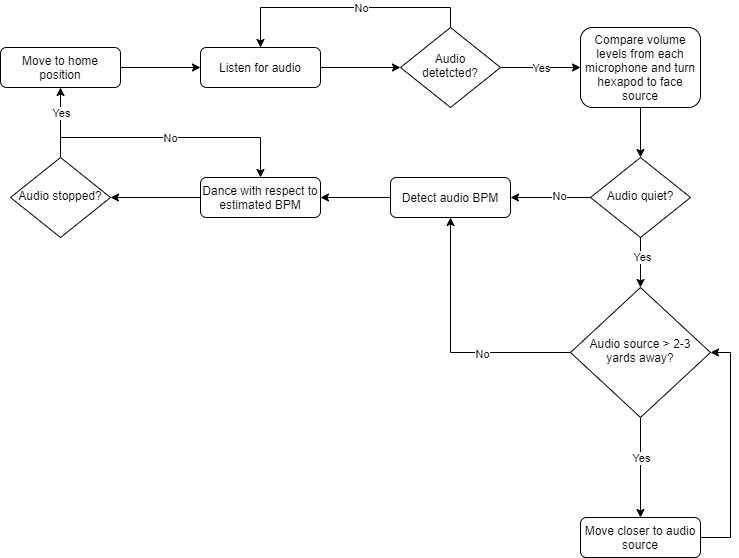 No
Move to home
position
Listen for audio
Audio
detetcted?
Yes
Compare volume
levels from each
microphone and turn
hexapod to face
source
Yes
No
Audio stopped?
Dance with respect to
estimated BPM
Detect audio BPM
No
Audio quiet?
Yes
Audio source > 2-3
yards away?
No
Yes
Move closer to audio
source